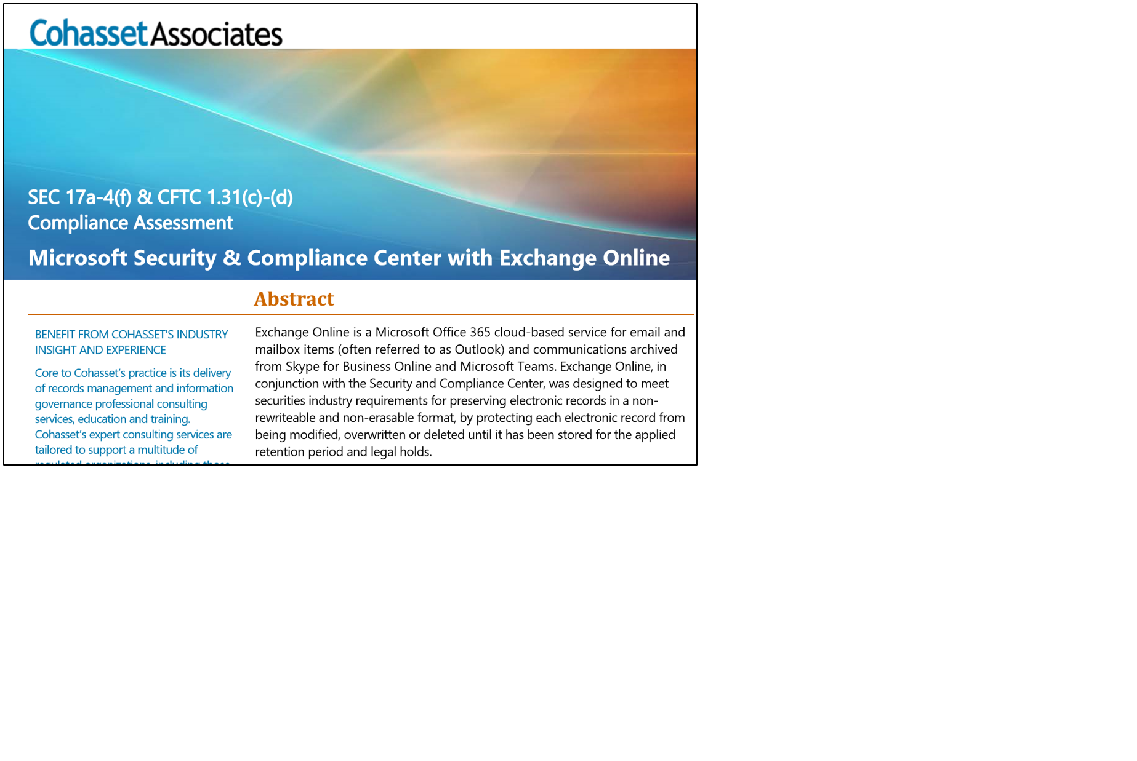 Cohasset Associates
SEC 17a-4(f) & CFTC 1.31(c)-(d)
Compliance Assessment
Microsoft Security & Compliance Center with Exchange Online
Abstract
BENEFIT FROM COHASSET'S INDUSTRY
INSIGHT AND EXPERIENCE
Core to Cohasset's practice is its delivery
of records management and information
governance professional consulting
services, education and training.
Cohasset's expert consulting services are
tailored to support a multitude of
Exchange Online is a Microsoft Office 365 cloud-based service for email and
mailbox items (often referred to as Outlook) and communications archived
from Skype for Business Online and Microsoft Teams. Exchange Online, in
conjunction with the Security and Compliance Center, was designed to meet
securities industry requirements for preserving electronic records in a non-
rewriteable and non-erasable format, by protecting each electronic record from
being modified, overwritten or deleted until it has been stored for the applied
retention period and legal holds.